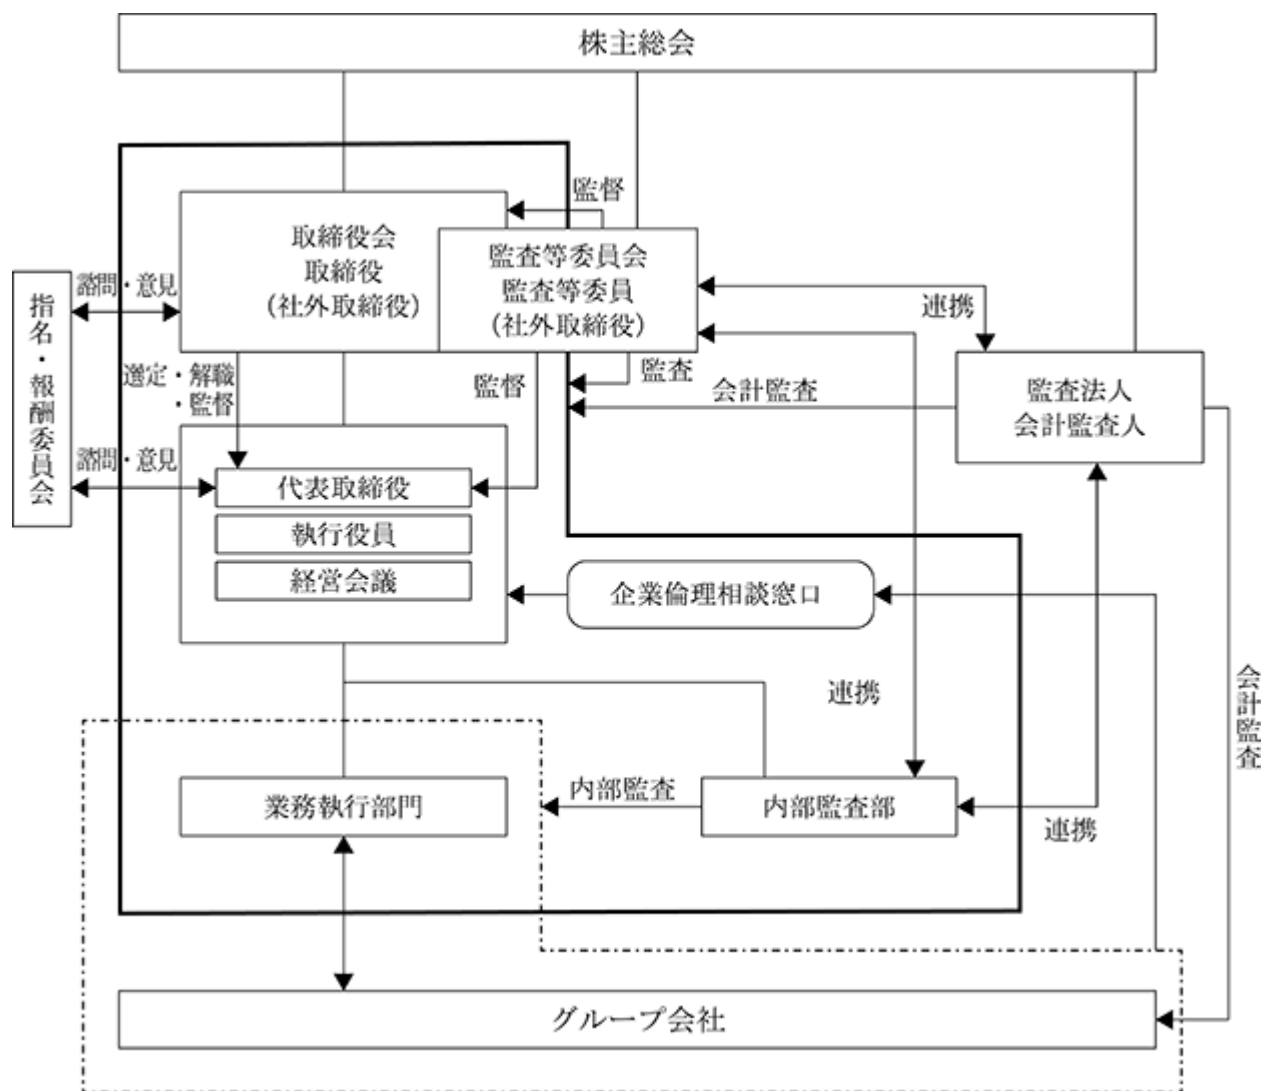 株主総会
監督
取締役会
取締役
(社外取締役)
監査等委員会
監査等委員
(社外取締役)
諮問・意見
指名・報酬委員会
連携
選定・解職
・監督
監督
監査
会計監査
監査法人
会計監査人
諮問・意見
代表取締役
執行役員
経営会議
企業倫理相談窓口
連携
会計監査
業務執行部門
内部監査
内部監査部
連携
グループ会社